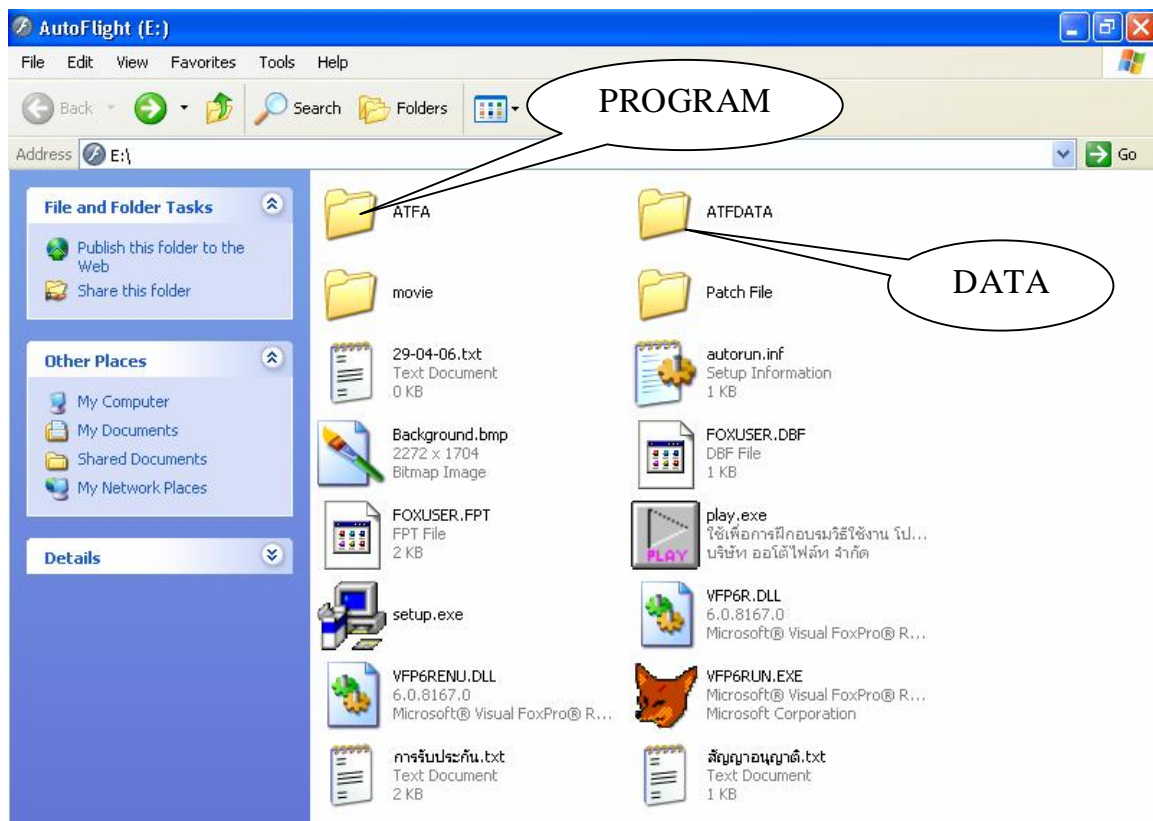 AutoFlight (E:)
File Edit View Favorites Tools Help
Back Search Folders
PROGRAM
Address E:\ Go
File and Folder Tasks
Publish this folder to the
Web
Share this folder
Other Places
My Computer
My Documents
Shared Documents
My Network Places
Details
ATFA
ATFDATA
DATA
movie
Patch File
29-04-06.txt
Text Document
0 KB
autorun.inf
Setup Information
1 KB
Background.bmp
2272 x 1704
Bitmap Image
FOXUSER.DBF
DBF File
1 KB
FOXUSER.FPT
FPT File
2 KB
PLAY
play.exe
ใช้เพื่อการฝึกอบรมวิธีใช้งาน โป...
บริษัท ออโต้ไฟล์ท จำกัด
setup.exe
VFP6R.DLL
6.0.8167.0
Microsoft® Visual FoxPro® R...
VFP6RENU.DLL
6.0.8167.0
Microsoft® Visual FoxPro® R...
VFP6RUN.EXE
Microsoft® Visual FoxPro® R...
Microsoft Corporation
การรับประกัน.txt
Text Document
2 KB
สัญญาอนุญาติ.txt
Text Document
1 KB